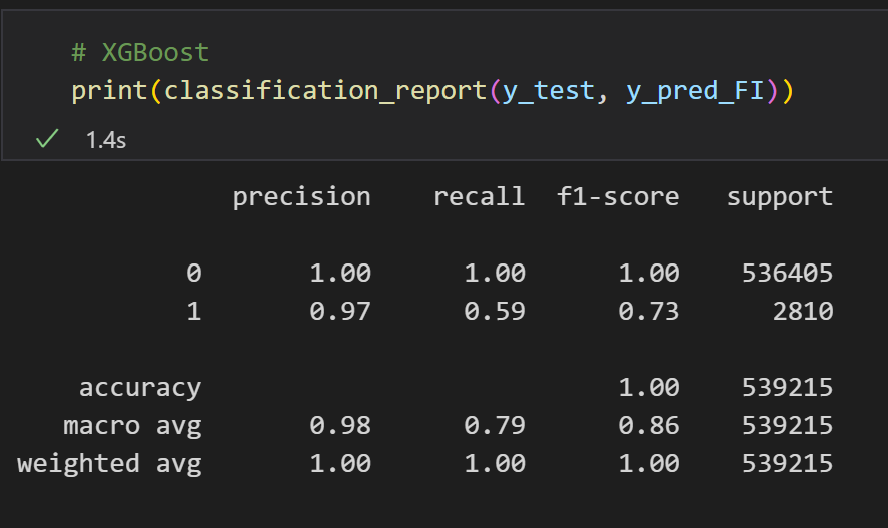 # XGBoost
print(classification_report(y_test, y_pred_FI))
1.4s
precision recall f1-score support
0 1.00 1.00 1.00 536405
1 0.97 0.59 0.73 2810
accuracy 1.00 539215
macro avg 0.98 0.79 0.86 539215
weighted avg 1.00 1.00 1.00 539215